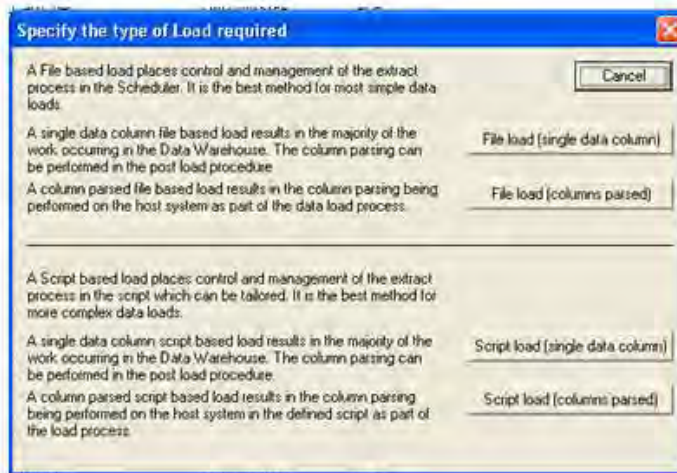 Specify the type of Load required
A File based load places control and management of the extract
process in the Scheduler. It is the best method for most simple data
loads.
Cancel
A single data column file based load results in the majority of the
work occurring in the Data Warehouse. The column parsing can
be performed in the post load procedure
File load (single data column)
A column parsed file based load results in the column parsing being
performed on the host system as part of the data load process.
File load (columns parsed)
A Script based load places control and management of the extract
process in the script which can be tailored. It is the best method for
more complex data loads.
A single data column script based load results in the majority of the
work occurring in the Data Warehouse. The column parsing can
be performed in the post load procedure.
Script load (single data column)
A column parsed script based load results in the column parsing
being performed on the host system in the defined script as part of
the load process.
Script load (columns parsed)